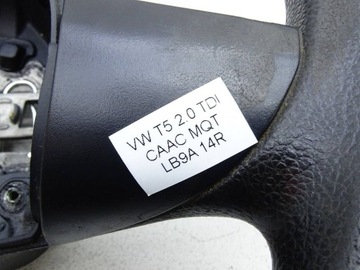 VW T5 2.0 TDI
CAAC MQT
LB9A 14R